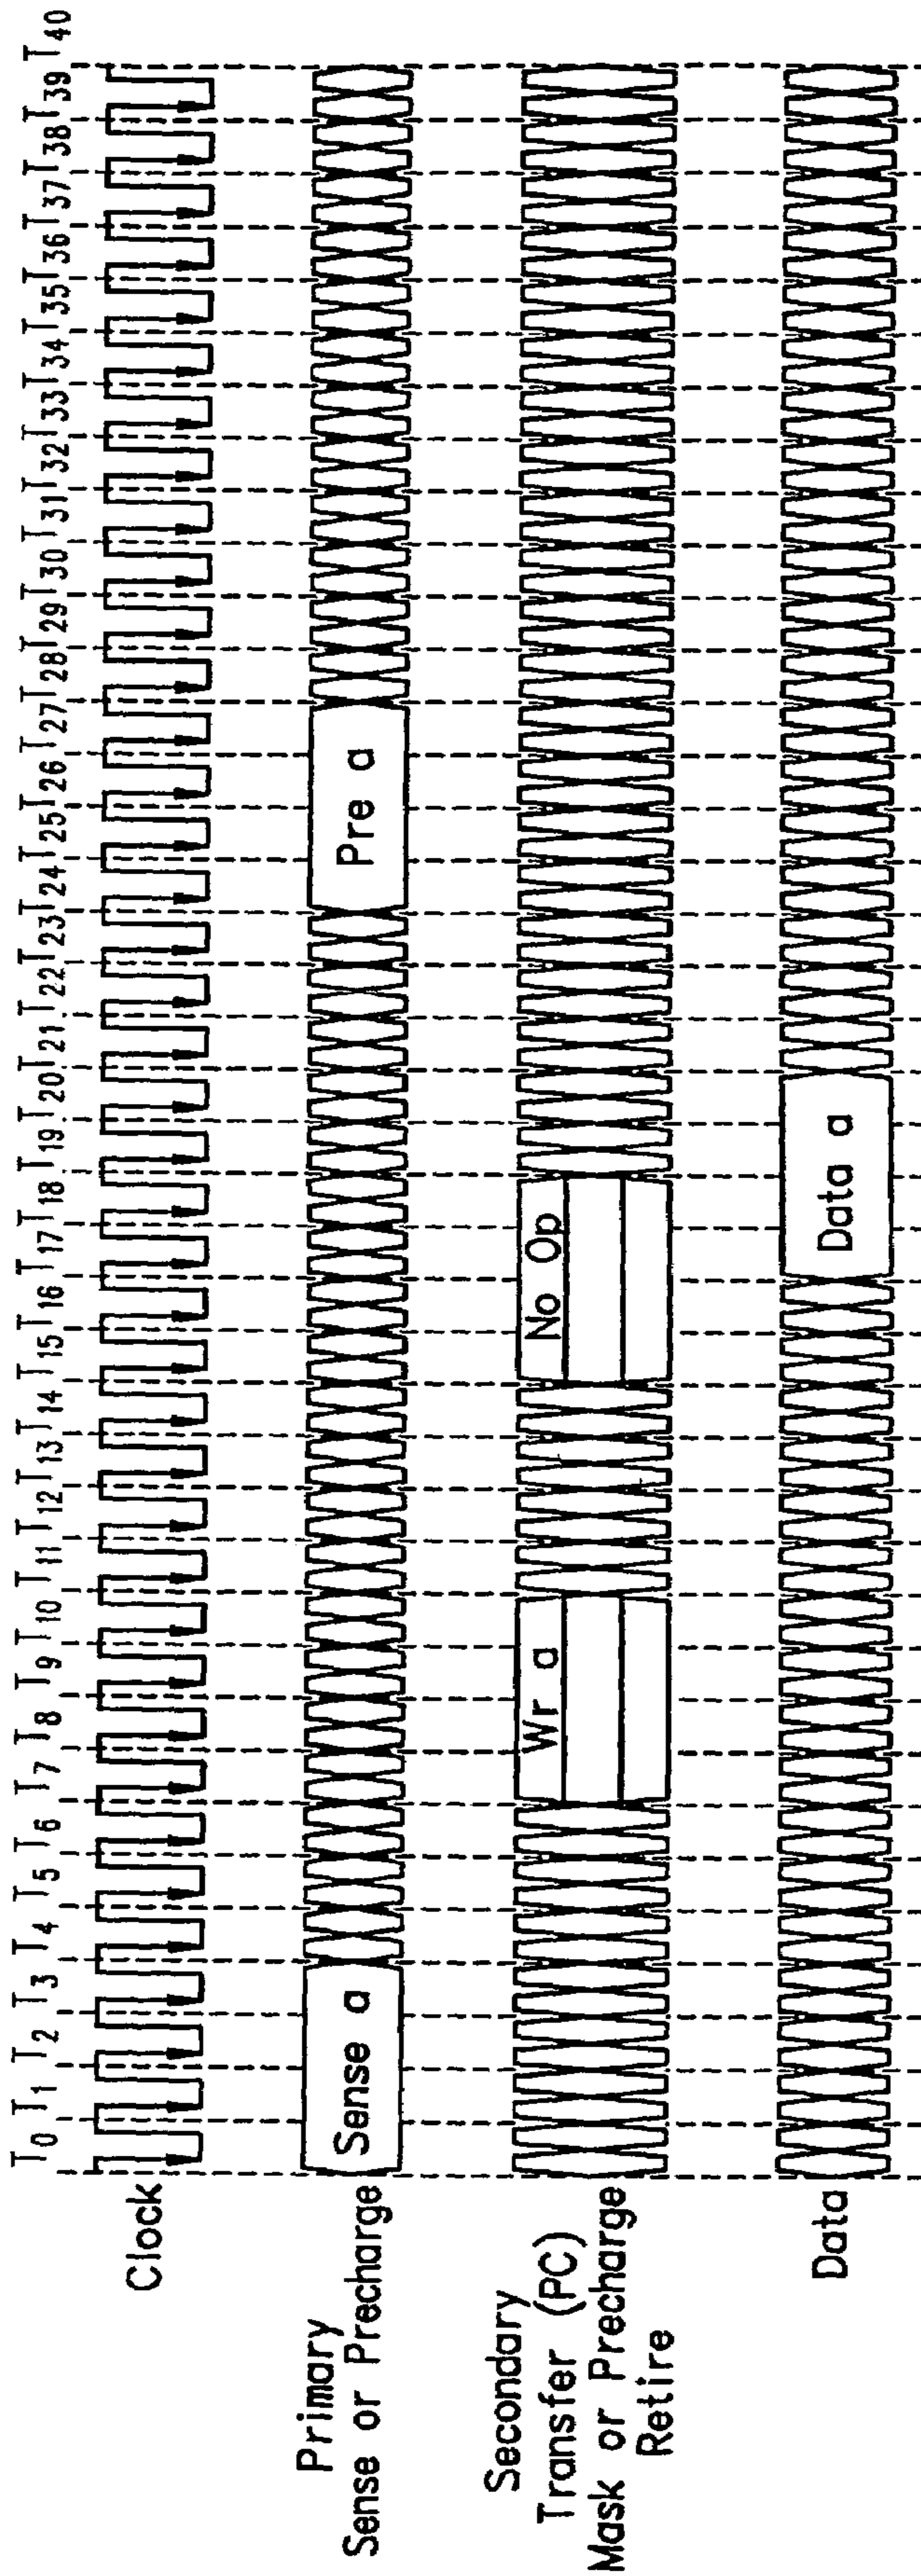 T0 T1 T2 T3 T4 T5 T6 T7 T8 T9 T10 T11 T12 T13 T14 T15 T16 T17 T18 T19 T20 T21 T22 T23 T24 T25 T26 T27 T28 T29 T30 T31 T32 T33 T34 T35 T36 T37 T38 T39 T40
Clock
Primary
Sense or Precharge
Sense a
Pre a
Secondary
Transfer (PC)
Mask or Precharge
Retire
Wr a
No Op
Data
Data a